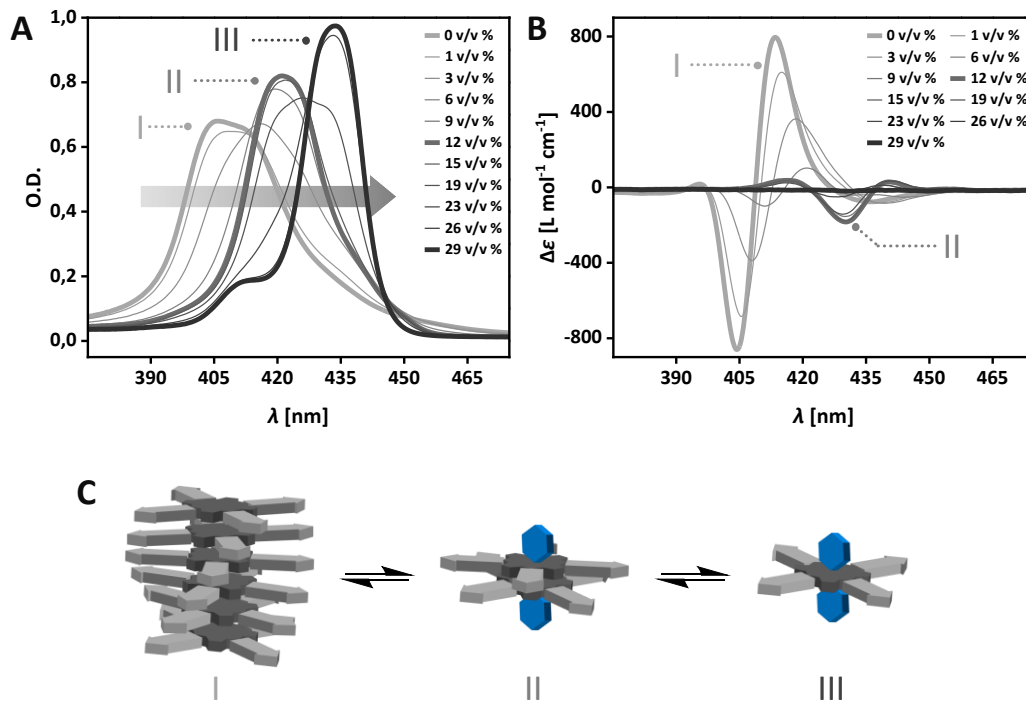 A
O.D.
1,0
0,8
0,6
0,4
0,2
0,0
390 405 420 435 450 465
λ [nm]
I
II
III
0 v/v %
1 v/v %
3 v/v %
6 v/v %
9 v/v %
12 v/v %
15 v/v %
19 v/v %
23 v/v %
26 v/v %
29 v/v %
B
Δε [L mol⁻¹ cm⁻¹]
800
400
0
-400
-800
390 405 420 435 450 465
λ [nm]
I
II
0 v/v % 1 v/v %
3 v/v % 6 v/v %
9 v/v % 12 v/v %
15 v/v % 19 v/v %
23 v/v % 26 v/v %
29 v/v %
C
I II III